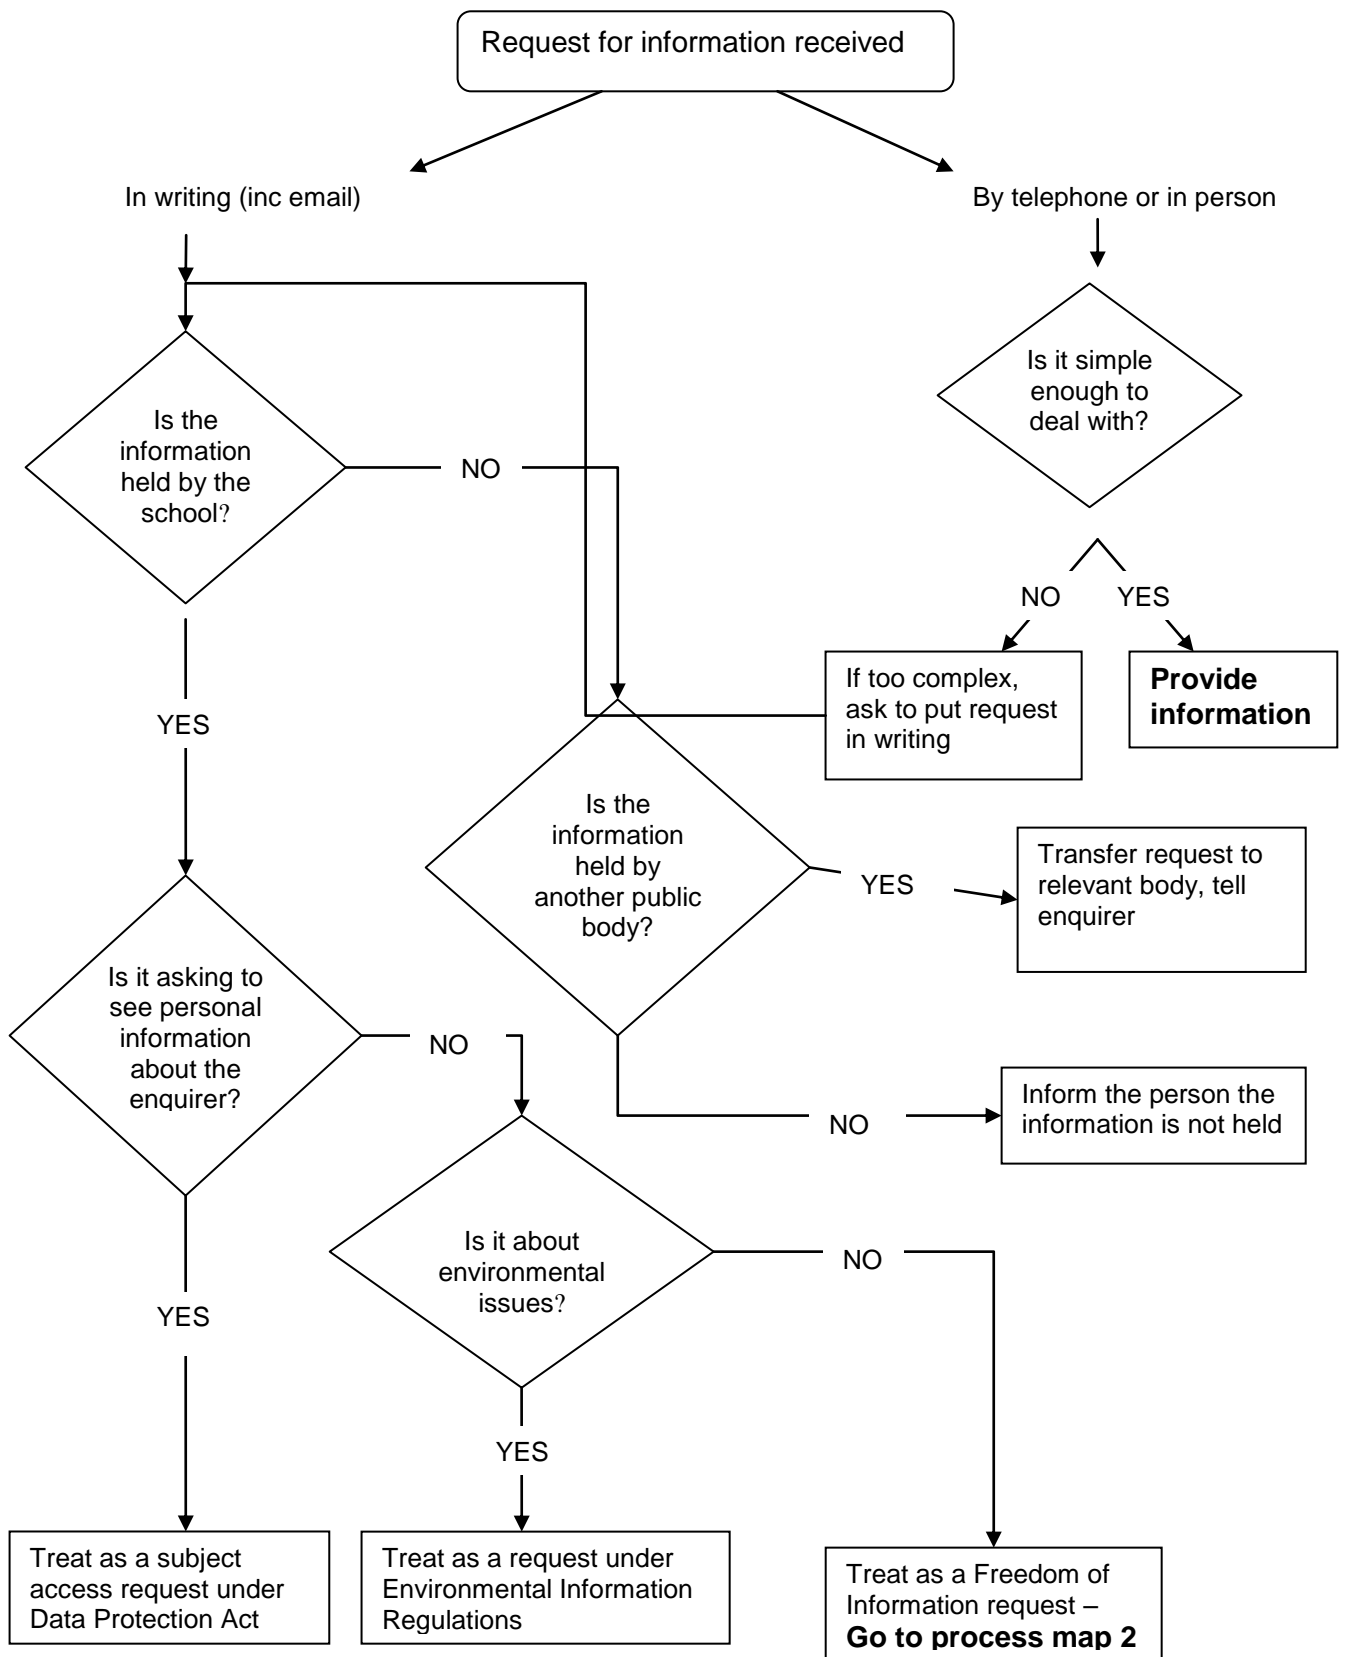 Request for information received
In writing (inc email)
By telephone or in person
Is it simple
enough to
deal with?
Is the
information
held by the
school?
NO
NO
YES
If too complex,
ask to put request
in writing
Provide
information
YES
Is the
information
held by
another public
body?
YES
Transfer request to
relevant body, tell
enquirer
Is it asking to
see personal
information
about the
enquirer?
NO
NO
Inform the person the
information is not held
Is it about
environmental
issues?
NO
YES
YES
Treat as a subject
access request under
Data Protection Act
Treat as a request under
Environmental Information
Regulations
Treat as a Freedom of
Information request –
Go to process map 2